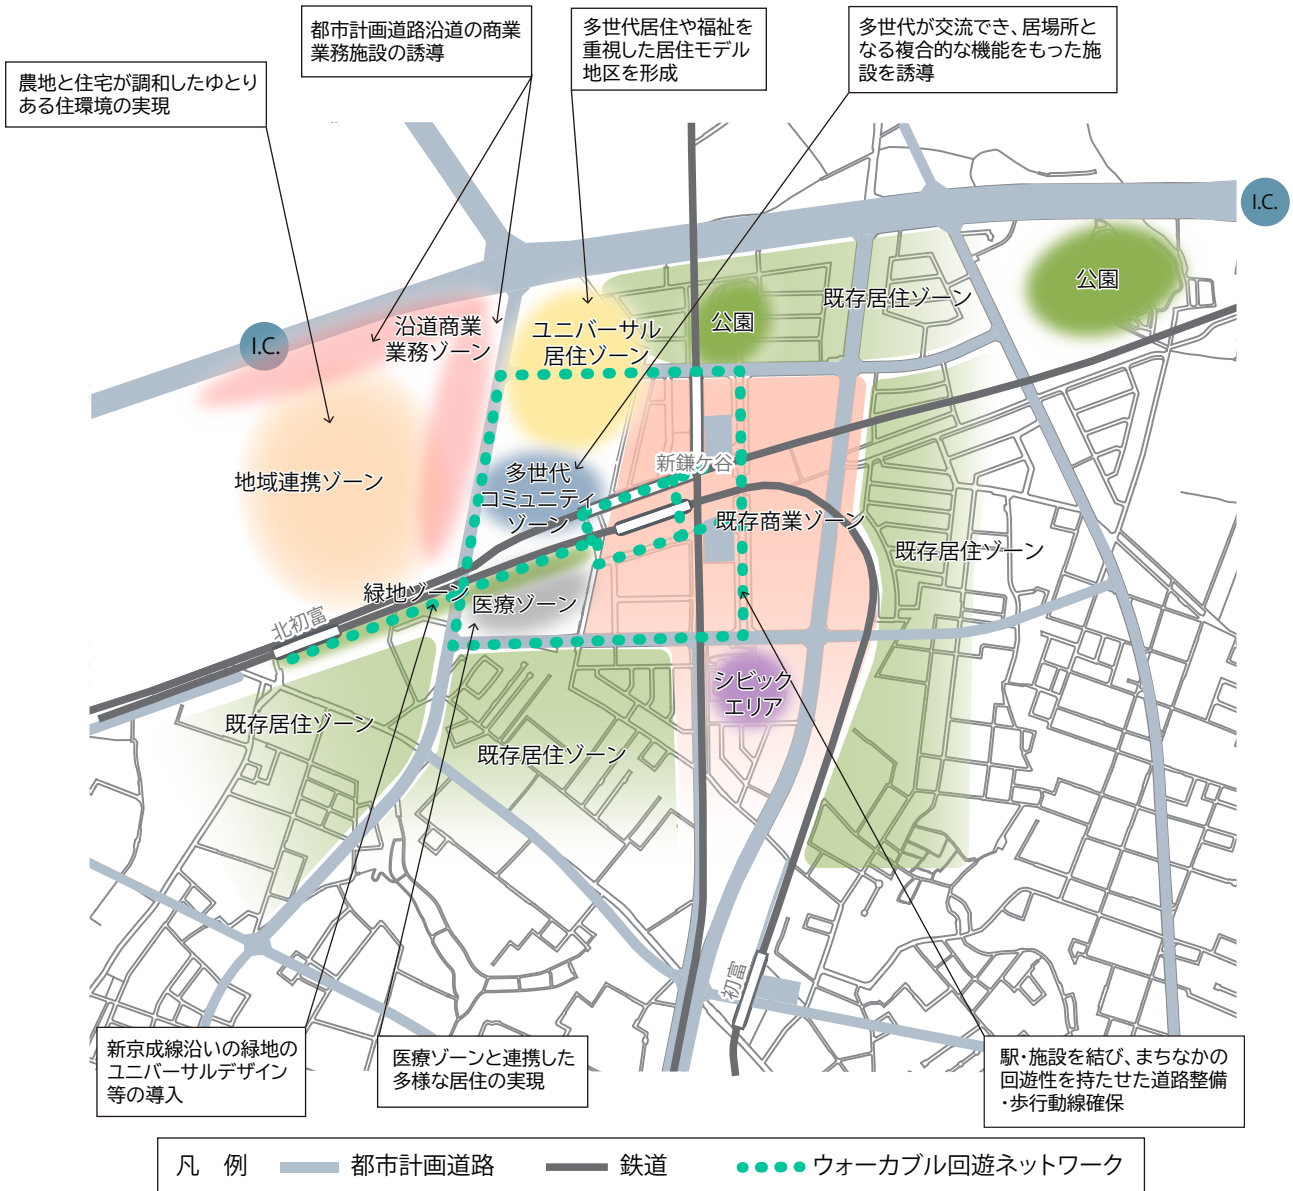 都市計画道路沿道の商業
業務施設の誘導
多世代居住や福祉を
重視した居住モデル
地区を形成
多世代が交流でき、居場所と
なる複合的な機能をもった施
設を誘導
農地と住宅が調和したゆとり
ある住環境の実現
I.C.
公園
既存居住ゾーン
公園
I.C.
沿道商業
業務ゾーン
ユニバーサル
居住ゾーン
地域連携ゾーン
多世代
コミュニティ
ゾーン
新鎌ケ谷
既存商業ゾーン
既存居住ゾーン
緑地ゾーン
医療ゾーン
北初富
シビック
エリア
既存居住ゾーン
既存居住ゾーン
初富
新京成線沿いの緑地の
ユニバーサルデザイン
等の導入
医療ゾーンと連携した
多様な居住の実現
駅・施設を結び、まちなかの
回遊性を持たせた道路整備
・歩行動線確保
凡　例
都市計画道路
鉄道
ウォーカブル回遊ネットワーク